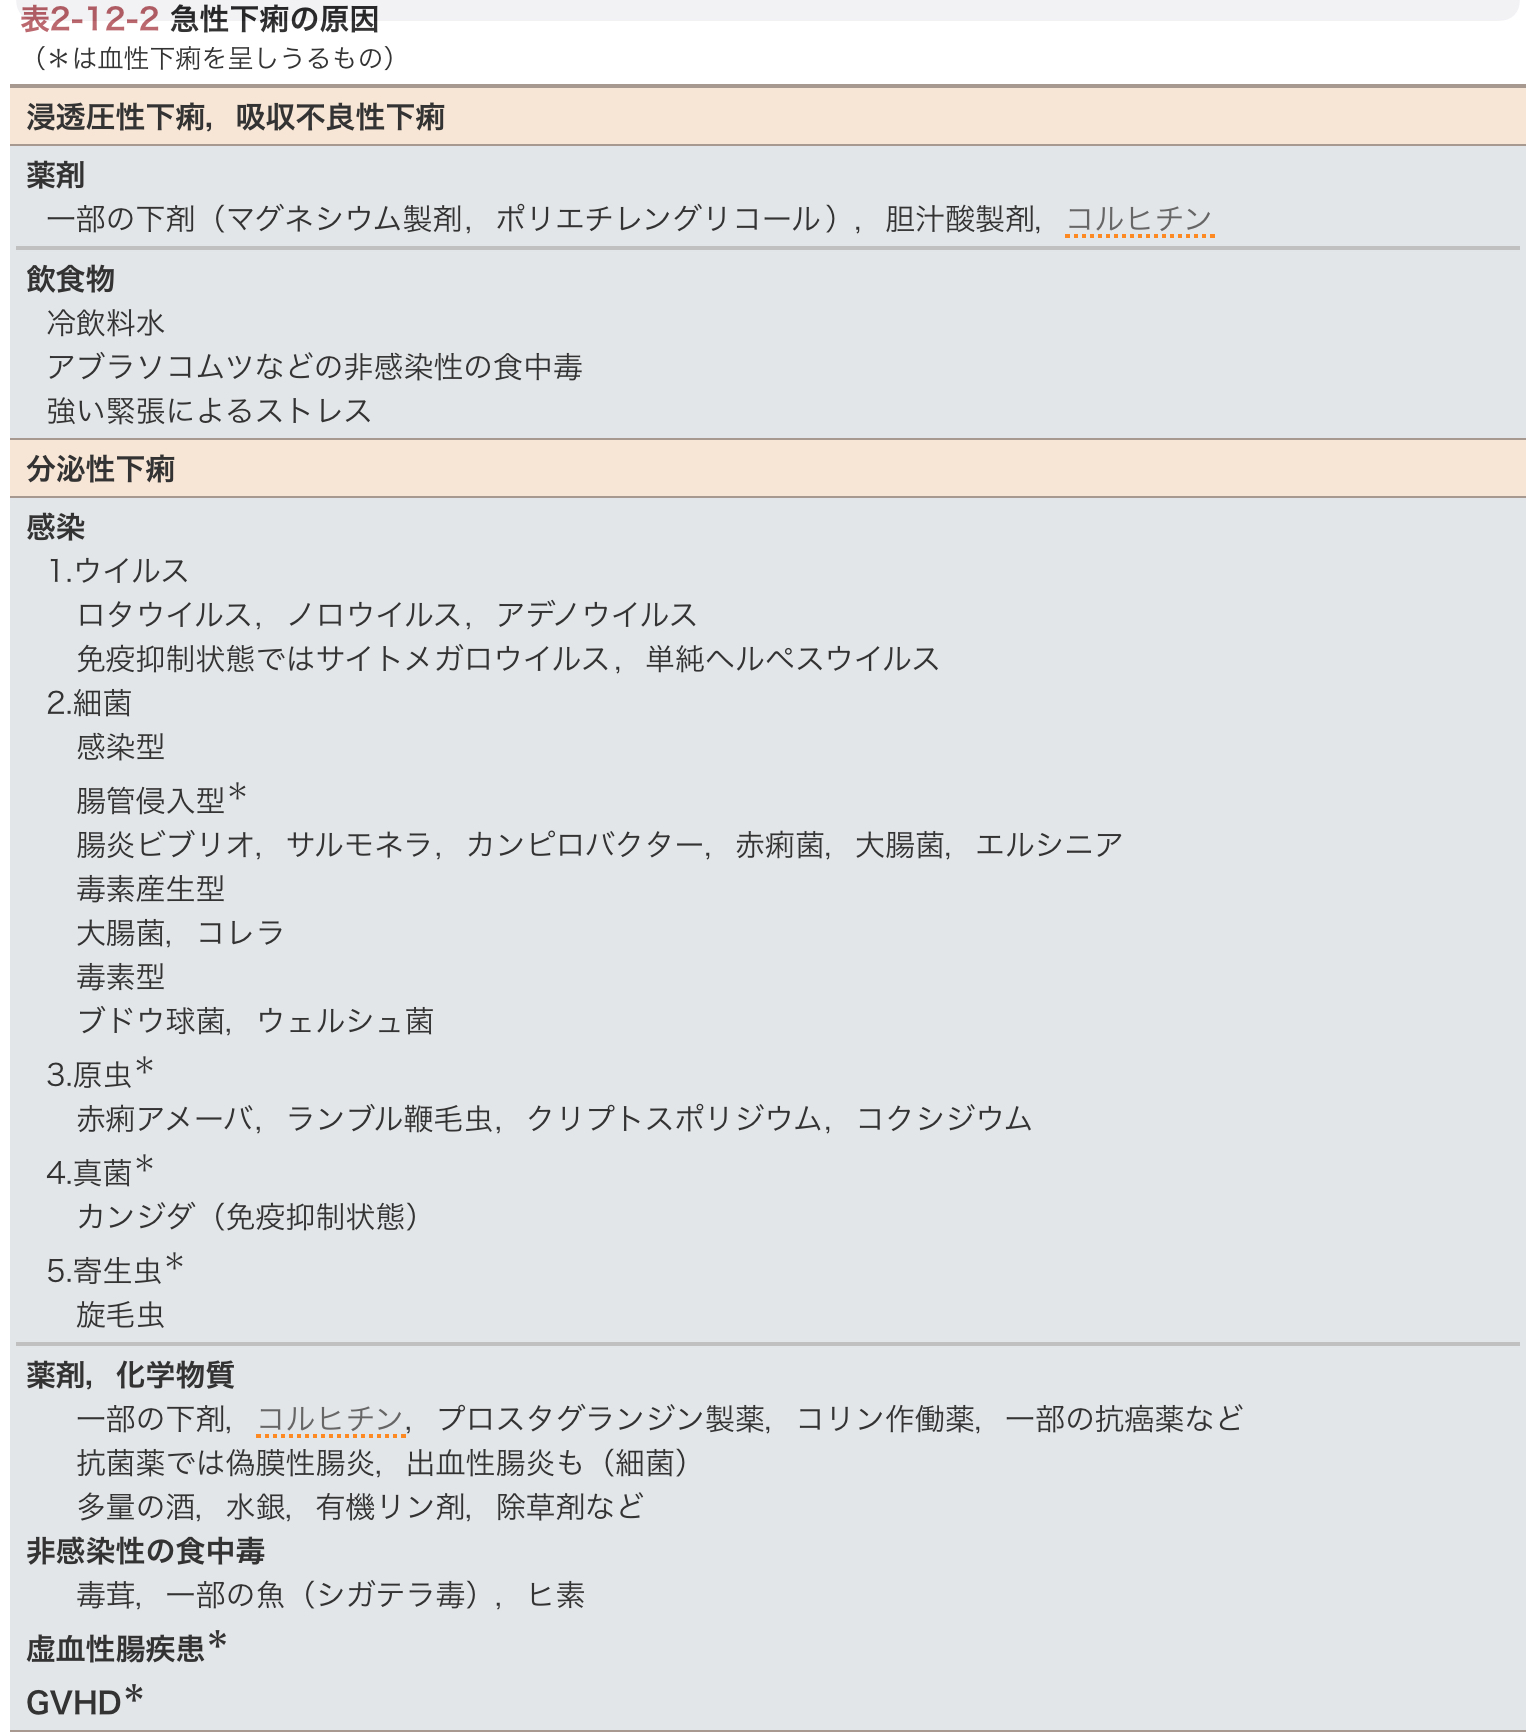 表2-12-2 急性下痢の原因
（＊は血性下痢を呈しうるもの）
浸透圧性下痢，吸収不良性下痢
薬剤
一部の下剤（マグネシウム製剤，ポリエチレングリコール），胆汁酸製剤，コルヒチン
飲食物
冷飲料水
アブラソコムツなどの非感染性の食中毒
強い緊張によるストレス
分泌性下痢
感染
1.ウイルス
ロタウイルス，ノロウイルス，アデノウイルス
免疫抑制状態ではサイトメガロウイルス，単純ヘルペスウイルス
2.細菌
感染型
腸管侵入型＊
腸炎ビブリオ，サルモネラ，カンピロバクター，赤痢菌，大腸菌，エルシニア
毒素産生型
大腸菌，コレラ
毒素型
ブドウ球菌，ウェルシュ菌
3.原虫＊
赤痢アメーバ，ランブル鞭毛虫，クリプトスポリジウム，コクシジウム
4.真菌＊
カンジダ（免疫抑制状態）
5.寄生虫＊
旋毛虫
薬剤，化学物質
一部の下剤，コルヒチン，プロスタグランジン製薬，コリン作働薬，一部の抗癌薬など
抗菌薬では偽膜性腸炎，出血性腸炎も（細菌）
多量の酒，水銀，有機リン剤，除草剤など
非感染性の食中毒
毒茸，一部の魚（シガテラ毒），ヒ素
虚血性腸疾患＊
GVHD＊